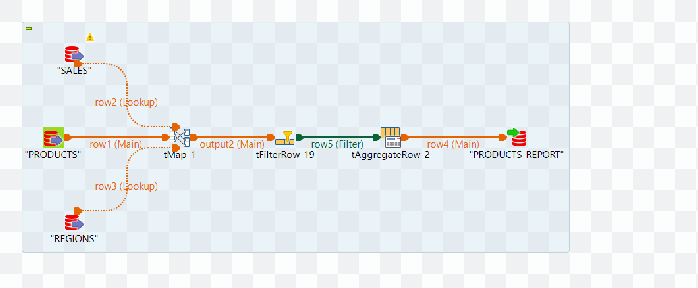 "SALES"
row2 (Lookup)
"PRODUCTS"
row1 (Main)
tMap_1
output2 (Main)
tFilterRow_19
row5 (Filter)
tAggregateRow_2
row4 (Main)
"PRODUCTS_REPORT"
row3 (Lookup)
"REGIONS"